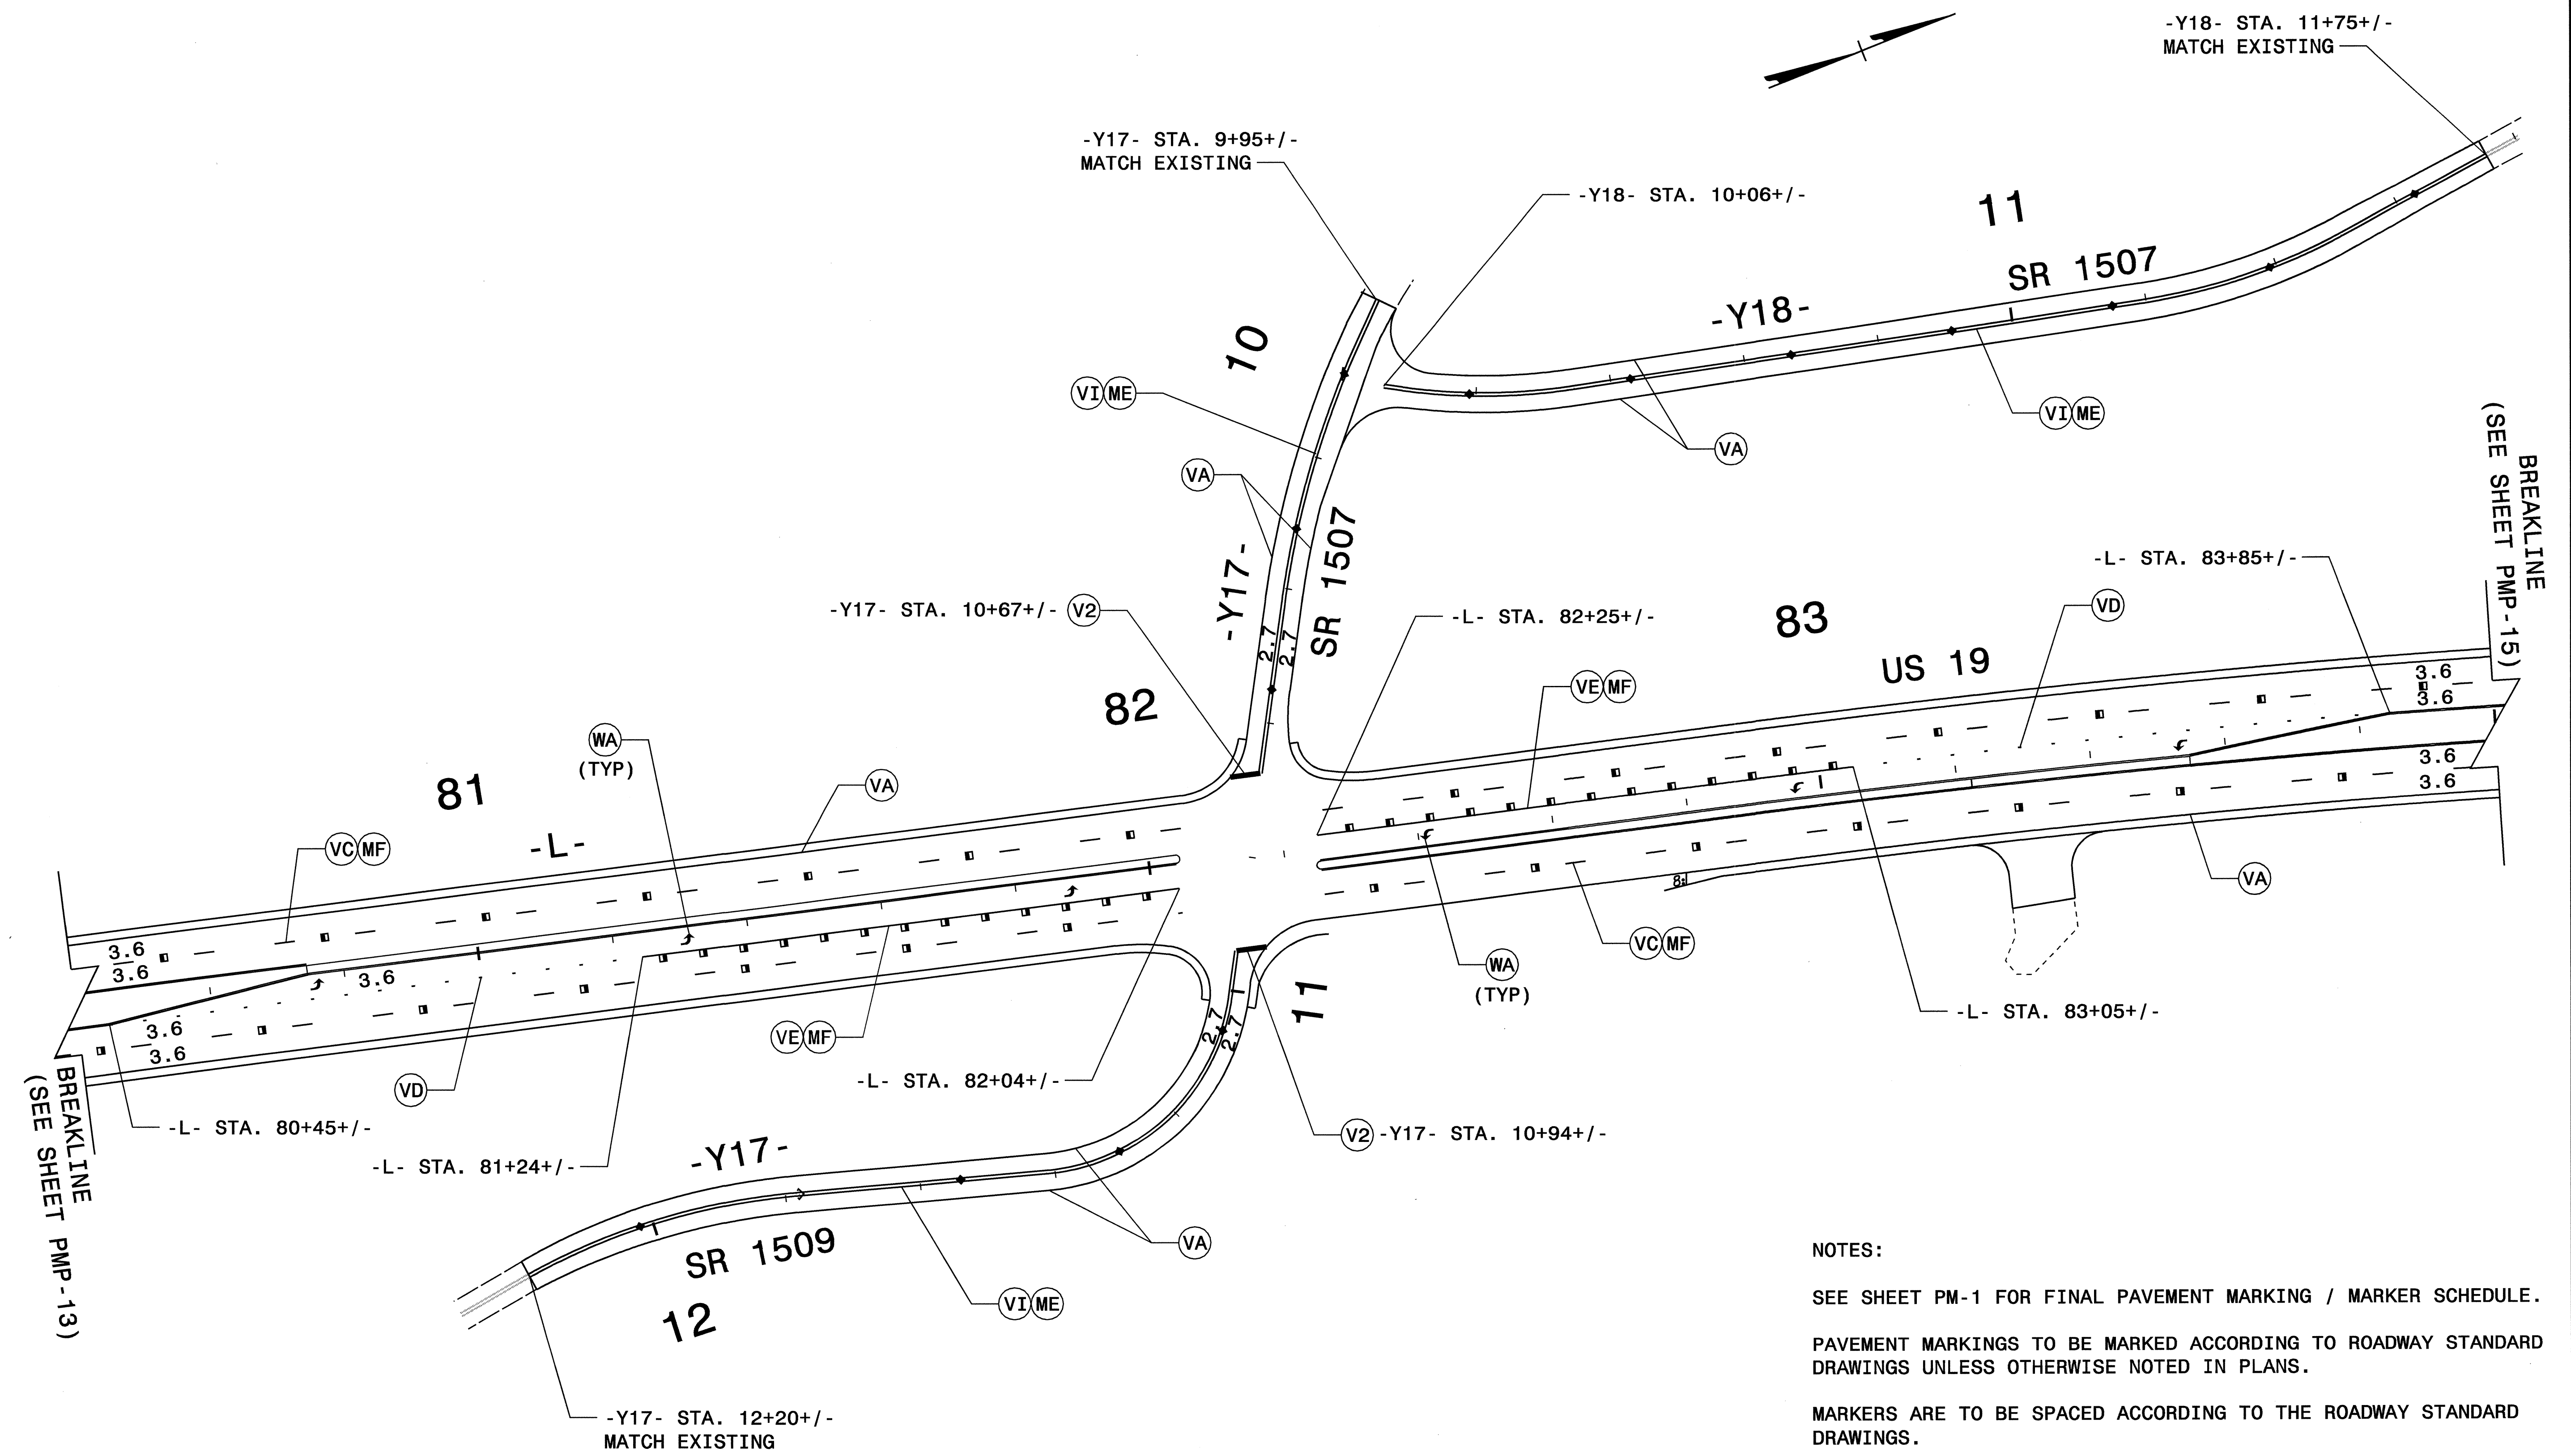 -Y18- STA. 11+75+/-
MATCH EXISTING
-Y17- STA. 9+95+/-
MATCH EXISTING
-Y18- STA. 10+06+/-
11
SR 1507
-Y18-
10
VI ME
VI ME
VA
VA
BREAKLINE
(SEE SHEET PMP-15)
SR 1507
-Y17-
2.7
2.7
-L- STA. 83+85+/-
VD
-Y17- STA. 10+67+/- V2
-L- STA. 82+25+/-
83
US 19
VE MF
3.6
3.6
82
WA
(TYP)
81
VA
3.6
3.6
-L-
VC MF
VA
3.6
3.6
3.6
3.6
3.6
WA
(TYP)
VC MF
11
-L- STA. 83+05+/-
2.7
2.7
VE MF
-L- STA. 82+04+/-
VD
BREAKLINE
(SEE SHEET PMP-13)
-L- STA. 80+45+/-
-L- STA. 81+24+/-
V2 -Y17- STA. 10+94+/-
-Y17-
SR 1509
VA
12
VI ME
-Y17- STA. 12+20+/-
MATCH EXISTING
NOTES:
SEE SHEET PM-1 FOR FINAL PAVEMENT MARKING / MARKER SCHEDULE.
PAVEMENT MARKINGS TO BE MARKED ACCORDING TO ROADWAY STANDARD
DRAWINGS UNLESS OTHERWISE NOTED IN PLANS.
MARKERS ARE TO BE SPACED ACCORDING TO THE ROADWAY STANDARD
DRAWINGS.